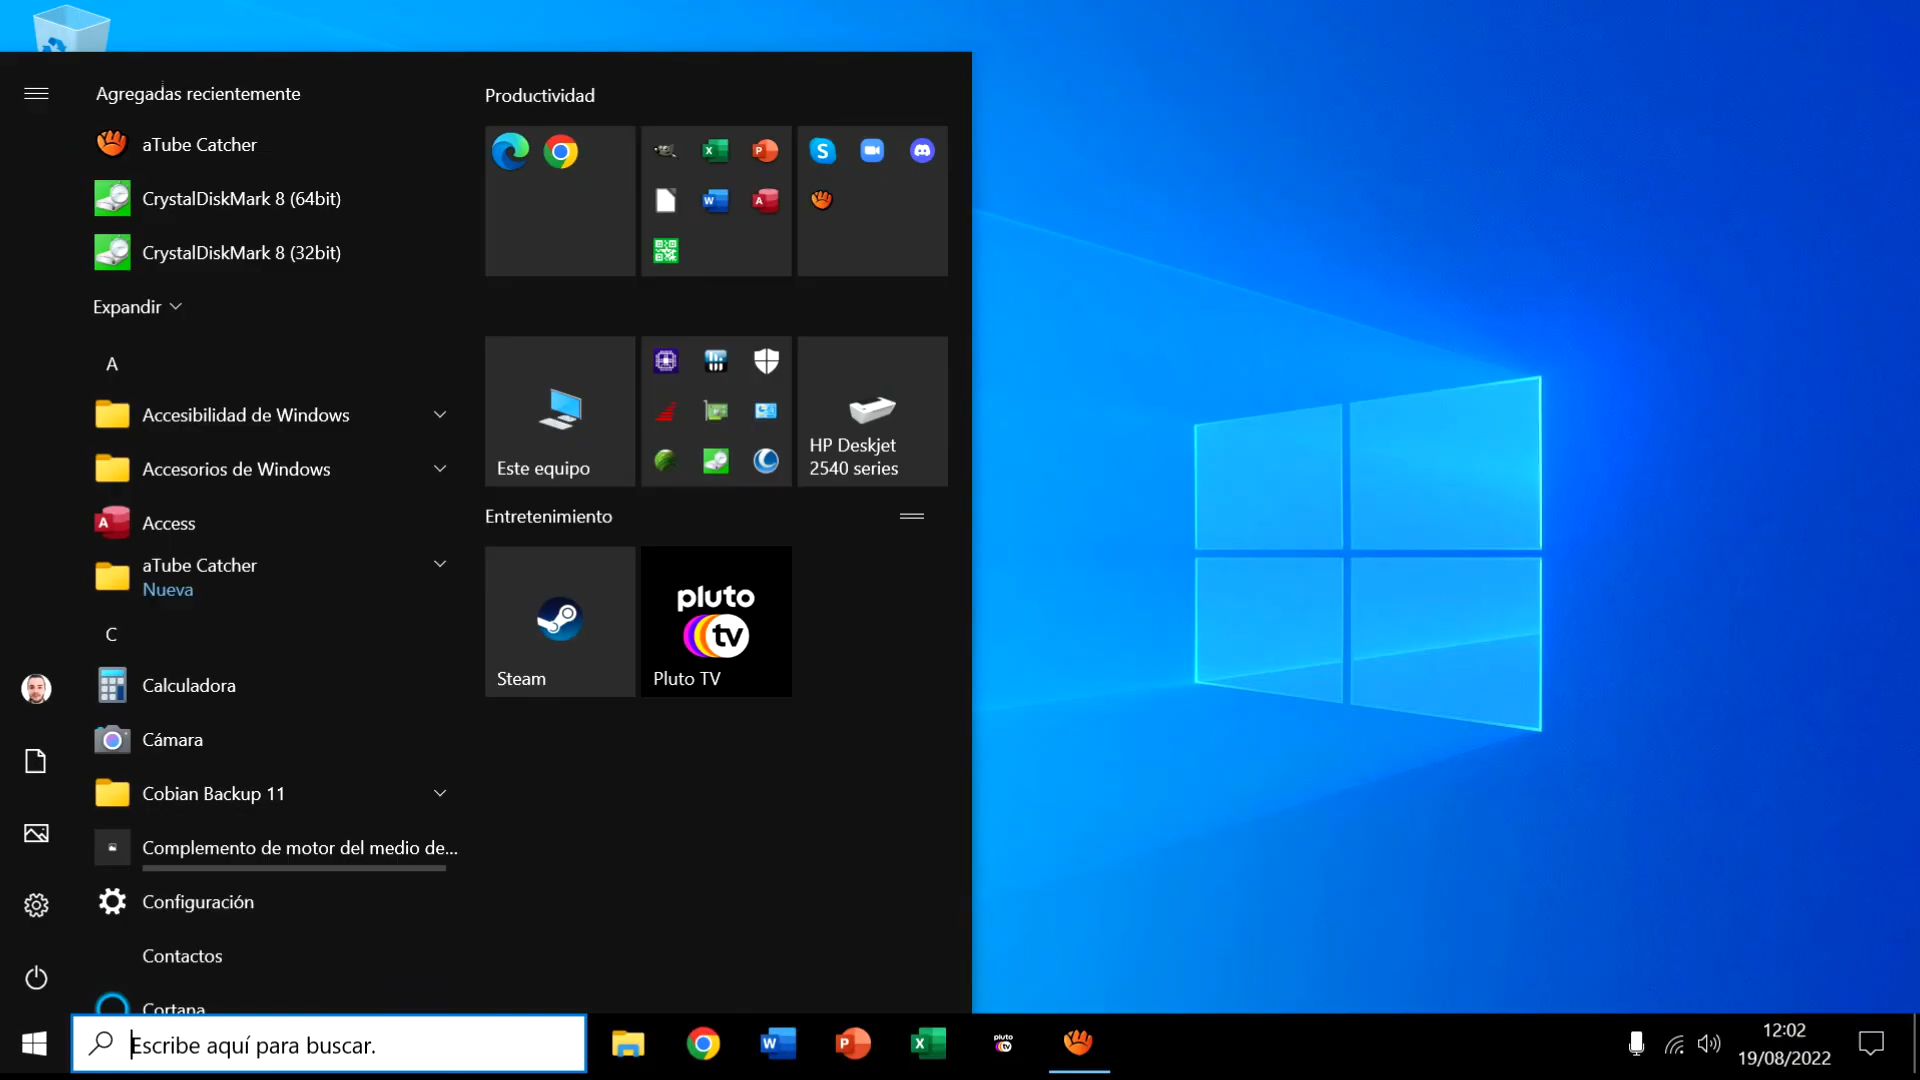 Agregadas recientemente
aTube Catcher
CrystalDiskMark 8 (64bit)
CrystalDiskMark 8 (32bit)
Expandir
A
Accesibilidad de Windows
Accesorios de Windows
Access
aTube Catcher
Nueva
C
Calculadora
Cámara
Cobian Backup 11
Complemento de motor del medio de...
Configuración
Contactos
Cortana
Productividad
Este equipo
HP Deskjet
2540 series
Entretenimiento
Steam
pluto
tv
Pluto TV
Escribe aquí para buscar.
pluto
tv
12:02
19/08/2022